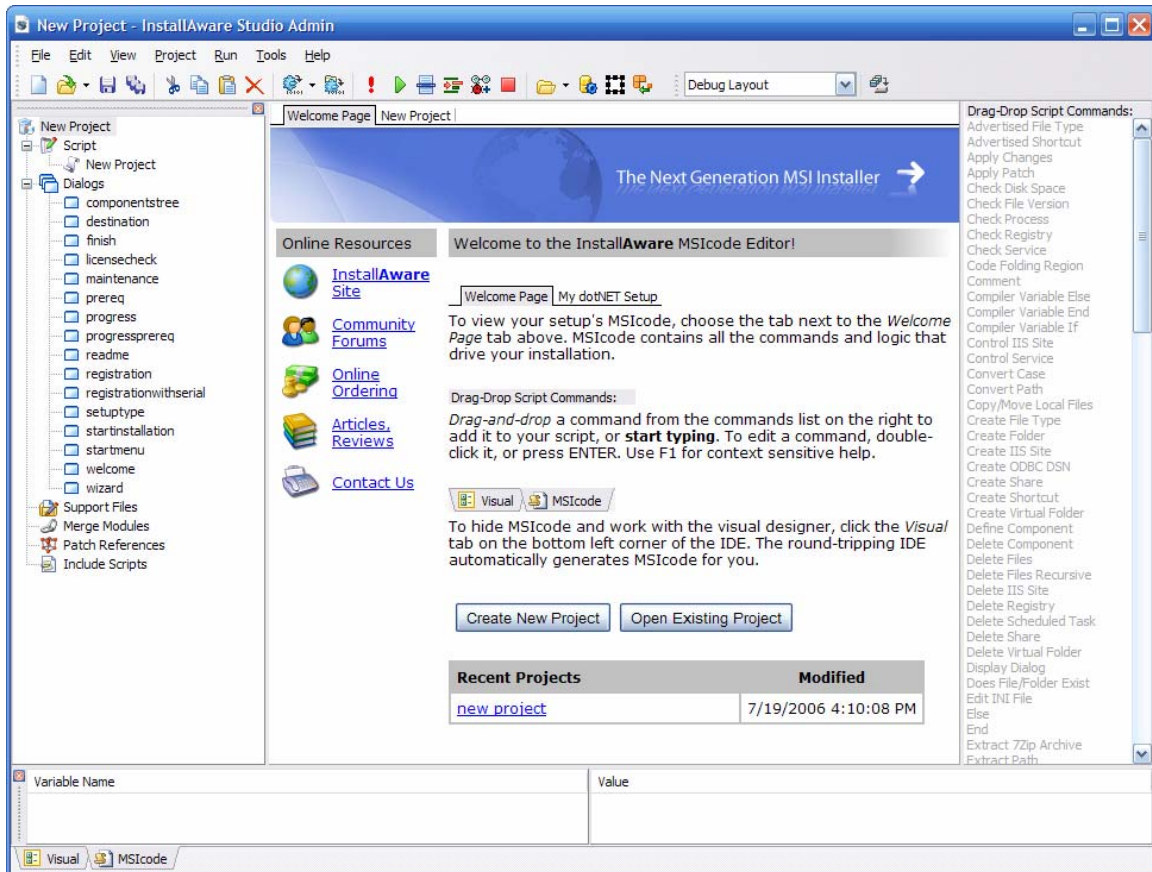 New Project - InstallAware Studio Admin
File Edit View Project Run Tools Help
Debug Layout
New Project
Script
New Project
Dialogs
componentstree
destination
finish
licensecheck
maintenance
prereq
progress
progressprereq
readme
registration
registrationwithserial
setuptype
startinstallation
startmenu
welcome
wizard
Support Files
Merge Modules
Patch References
Include Scripts
Welcome Page New Project
The Next Generation MSI Installer
Online Resources
InstallAware
Site
Community
Forums
Online
Ordering
Articles,
Reviews
Contact Us
Welcome to the InstallAware MSIcode Editor!
Welcome Page My dotNET Setup
To view your setup's MSIcode, choose the tab next to the Welcome
Page tab above. MSIcode contains all the commands and logic that
drive your installation.
Drag-Drop Script Commands:
Drag-and-drop a command from the commands list on the right to
add it to your script, or start typing. To edit a command, double-
click it, or press ENTER. Use F1 for context sensitive help.
Visual MSIcode
To hide MSIcode and work with the visual designer, click the Visual
tab on the bottom left corner of the IDE. The round-tripping IDE
automatically generates MSIcode for you.
Create New Project Open Existing Project
Recent Projects Modified
new project 7/19/2006 4:10:08 PM
Drag-Drop Script Commands:
Advertised File Type
Advertised Shortcut
Apply Changes
Apply Patch
Check Disk Space
Check File Version
Check Process
Check Registry
Check Service
Code Folding Region
Comment
Compiler Variable Else
Compiler Variable End
Compiler Variable If
Control IIS Site
Control Service
Convert Case
Convert Path
Copy/Move Local Files
Create File Type
Create Folder
Create IIS Site
Create ODBC DSN
Create Share
Create Shortcut
Create Virtual Folder
Define Component
Delete Component
Delete Files
Delete Files Recursive
Delete IIS Site
Delete Registry
Delete Scheduled Task
Delete Share
Delete Virtual Folder
Display Dialog
Does File/Folder Exist
Edit INI File
Else
End
Extract 7Zip Archive
Extract Path
Variable Name Value
Visual MSIcode